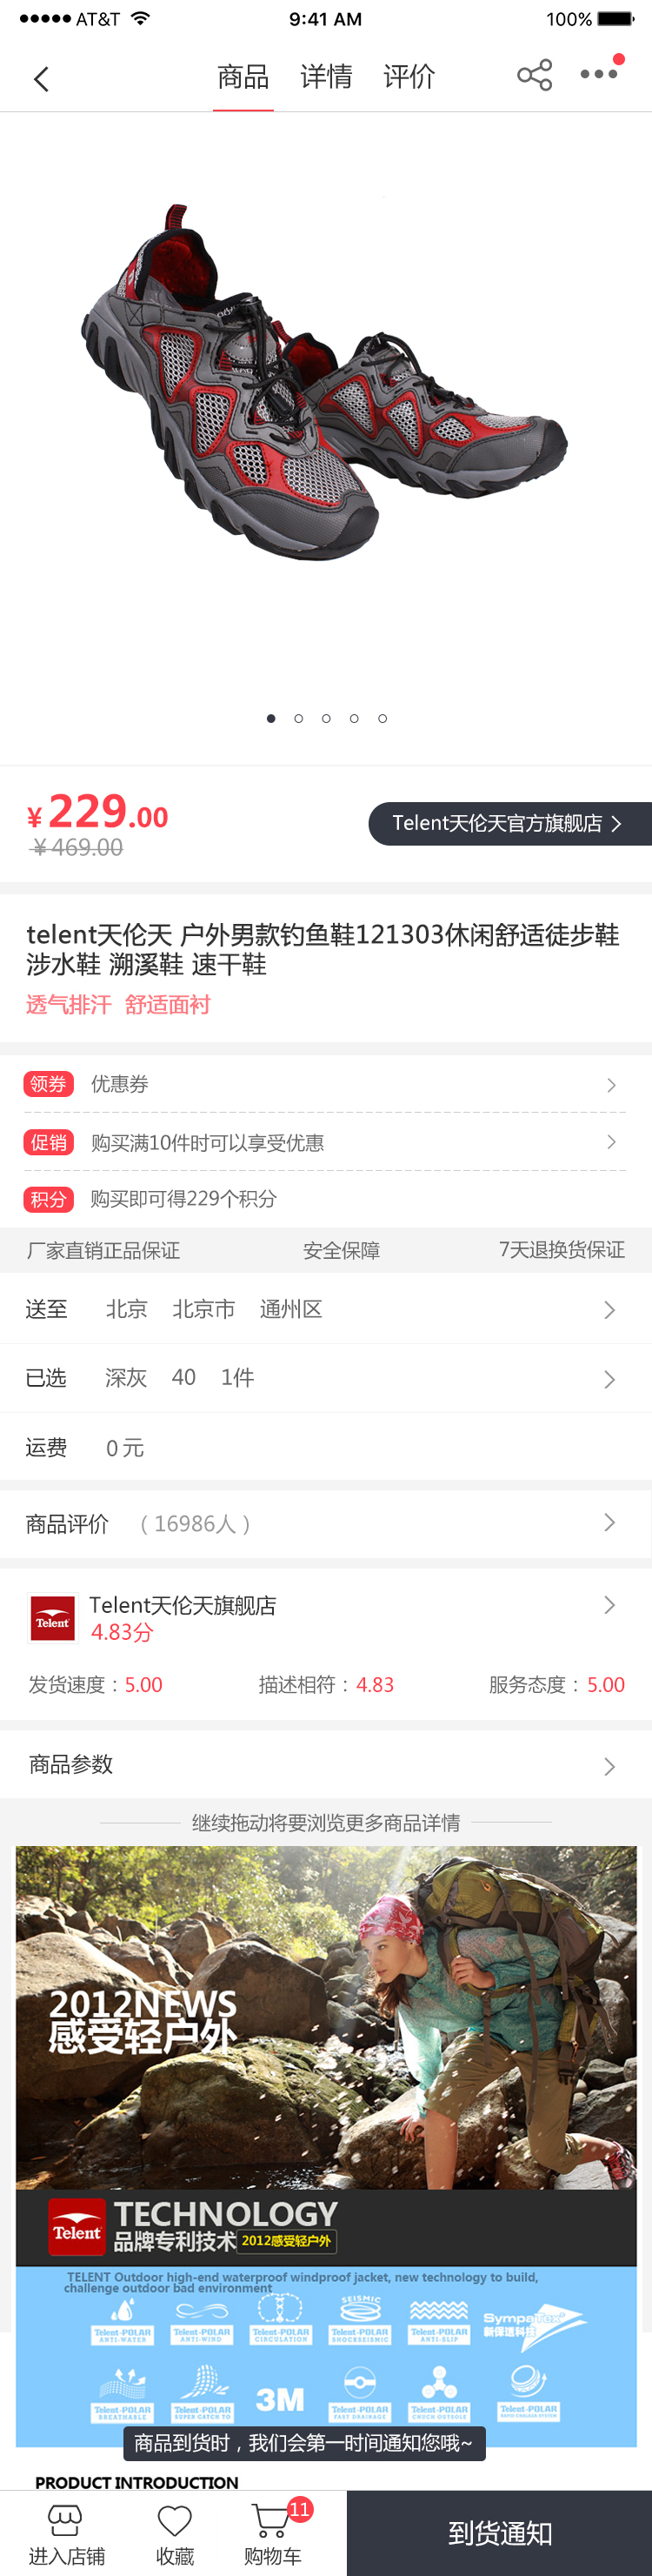 AT&T 9:41 AM 100%
商品 详情 评价
¥229.00
¥469.00
Telent天伦天官方旗舰店
telent天伦天 户外男款钓鱼鞋121303休闲舒适徒步鞋
涉水鞋 溯溪鞋 速干鞋
透气排汗 舒适面衬
领券 优惠券
促销 购买满10件时可以享受优惠
积分 购买即可得229个积分
厂家直销正品保证 安全保障 7天退换货保证
送至 北京 北京市 通州区
已选 深灰 40 1件
运费 0元
商品评价 （16986人）
Telent
Telent天伦天旗舰店
4.83分
发货速度：5.00 描述相符：4.83 服务态度：5.00
商品参数
继续拖动将要浏览更多商品详情
2012NEWS
感受轻户外
Telent
TECHNOLOGY
品牌专利技术 2012感受轻户外
TELENT Outdoor high-end waterproof windproof jacket, new technology to build,
challenge outdoor bad environment
Telent-POLAR ANTI-WATER
Telent-POLAR ANTI-WIND
Telent-POLAR CIRCULATION
SEISMIC Telent-POLAR SHOCKSEISMIC
Telent-POLAR ANTI-SLIP
SympaTex
新保适科技
Telent-POLAR BREATHABLE
Telent-POLAR SUPER CATCH TO
3M
Telent-POLAR FAST DRAINAGE
Telent-POLAR CHUCH OUTSOLE
Telent-POLAR
商品到货时，我们会第一时间通知您哦~
PRODUCT INTRODUCTION
11
进入店铺 收藏 购物车 到货通知